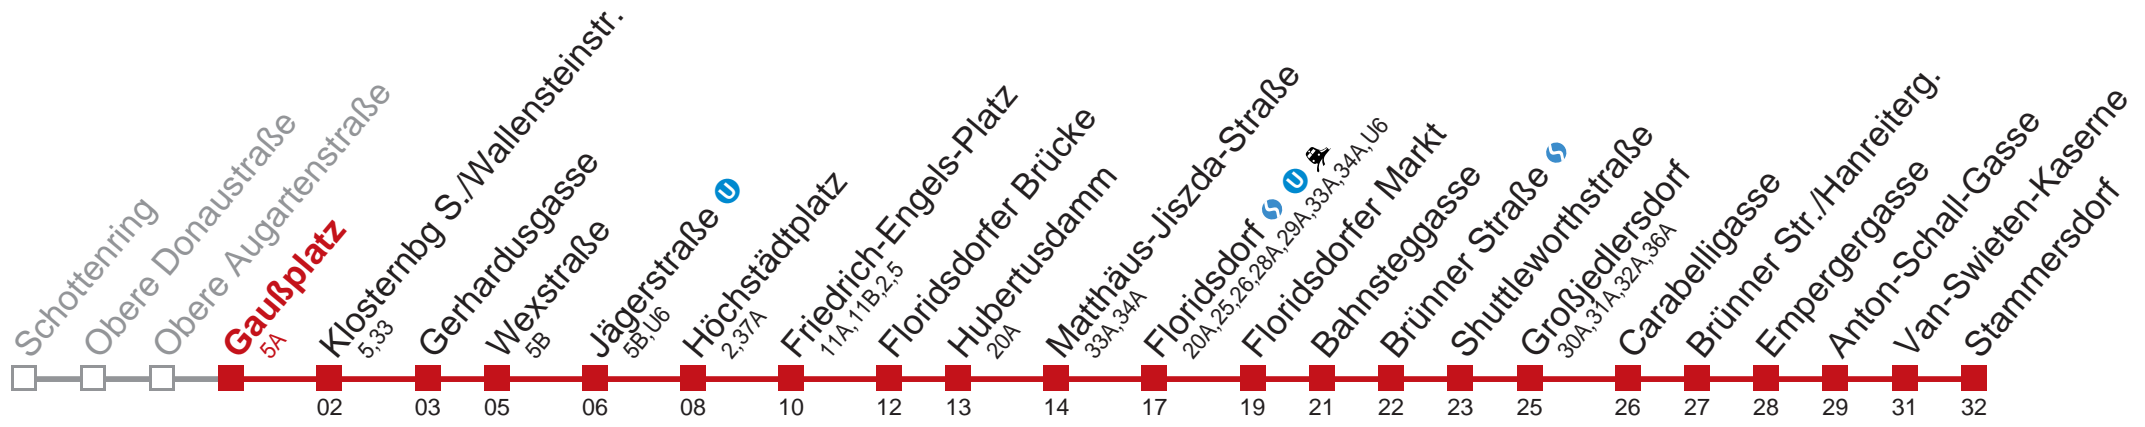 Schottenring
Obere Donaustraße
Obere Augartenstraße
Gaußplatz
5A
Klosternbg S./Wallensteinstr.
5,33
Gerhardusgasse
Wexstraße
5B
Jägerstraße U
5B,U6
Höchstädtplatz
2,37A
Friedrich-Engels-Platz
11A,11B,2,5
Floridsdorfer Brücke
Hubertusdamm
20A
Matthäus-Jiszda-Straße
33A,34A
Floridsdorf S U
20A,25,26,28A,29A,33A,34A,U6
Floridsdorfer Markt
Bahnsteggasse
Brünner Straße S
Shuttleworthstraße
Großjedlersdorf
30A,31A,32A,36A
Carabelligasse
Brünner Str./Hanreiterg.
Empergergasse
Anton-Schall-Gasse
Van-Swieten-Kaserne
Stammersdorf
02 03 05 06 08 10 12 13 14 17 19 21 22 23 25 26 27 28 29 31 32